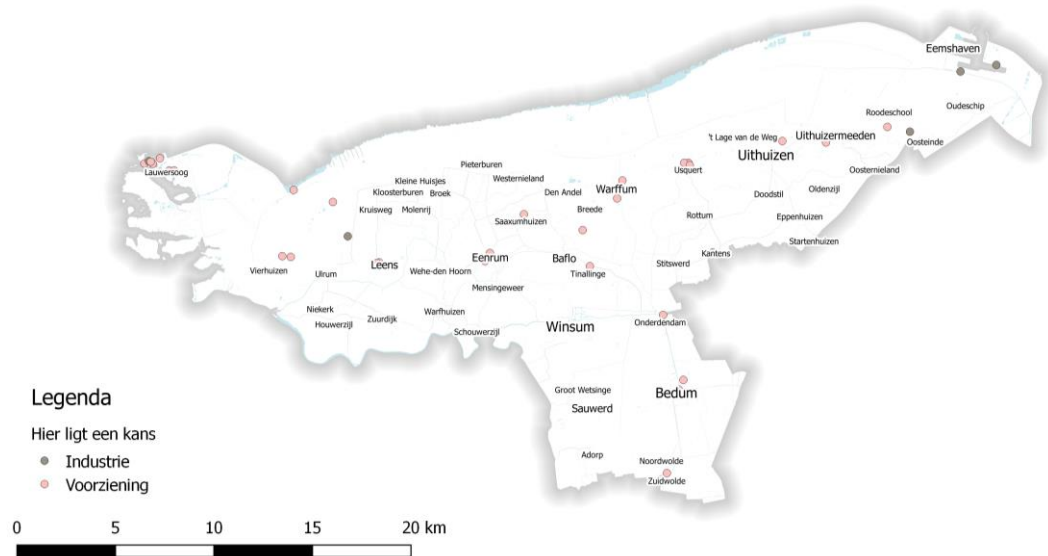 Eemshaven
Oudeschip
Roodeschool
't Lage van de Weg
Uithuizermeeden
Oosteinde
Uithuizen
Lauwersoog
Pieterburen
Usquert
Oosternieland
Kleine Huisjes
Westernieland
Kloosterburen
Broek
Den Andel
Warffum
Oldenzijl
Doodstil
Kruisweg
Molenrij
Breede
Saaxumhuizen
Rottum
Eppenhuizen
Startenhuizen
Kantens
Vierhuizen
Ulrum
Leens
Wehe-den Hoorn
Eenrum
Baflo
Tinallinge
Stitswerd
Mensingeweer
Niekerk
Houwerzijl
Zuurdijk
Warfhuizen
Schouwerzijl
Winsum
Onderdendam
Groot Wetsinge
Sauwerd
Bedum
Adorp
Noordwolde
Zuidwolde
Legenda
Hier ligt een kans
Industrie
Voorziening
0 5 10 15 20 km